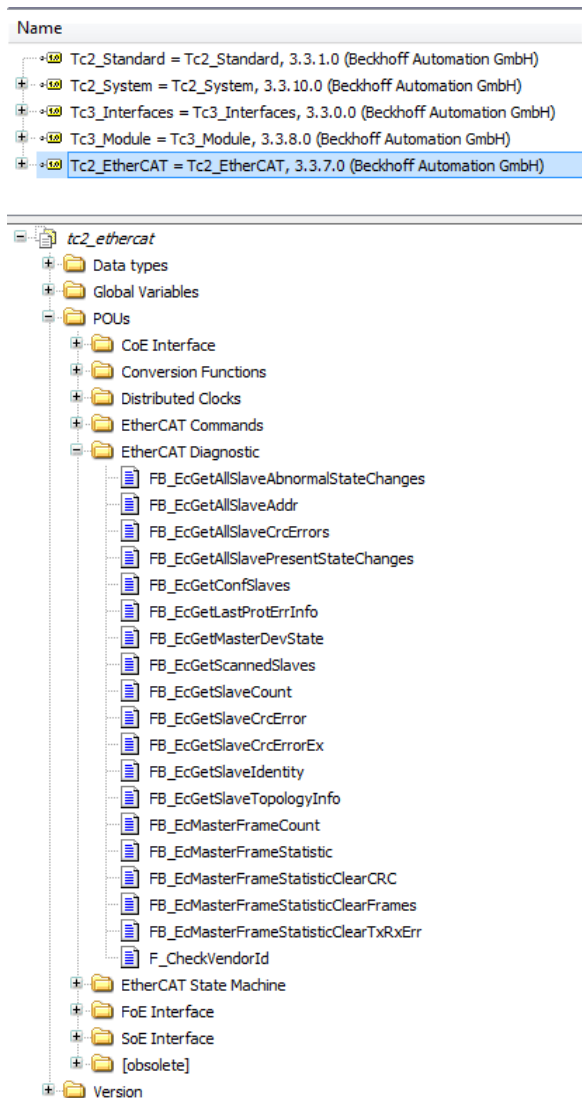 Name
Tc2_Standard = Tc2_Standard, 3.3.1.0 (Beckhoff Automation GmbH)
Tc2_System = Tc2_System, 3.3.10.0 (Beckhoff Automation GmbH)
Tc3_Interfaces = Tc3_Interfaces, 3.3.0.0 (Beckhoff Automation GmbH)
Tc3_Module = Tc3_Module, 3.3.8.0 (Beckhoff Automation GmbH)
Tc2_EtherCAT = Tc2_EtherCAT, 3.3.7.0 (Beckhoff Automation GmbH)
tc2_ethercat
Data types
Global Variables
POUs
CoE Interface
Conversion Functions
Distributed Clocks
EtherCAT Commands
EtherCAT Diagnostic
FB_EcGetAllSlaveAbnormalStateChanges
FB_EcGetAllSlaveAddr
FB_EcGetAllSlaveCrcErrors
FB_EcGetAllSlavePresentStateChanges
FB_EcGetConfSlaves
FB_EcGetLastProtErrInfo
FB_EcGetMasterDevState
FB_EcGetScannedSlaves
FB_EcGetSlaveCount
FB_EcGetSlaveCrcError
FB_EcGetSlaveCrcErrorEx
FB_EcGetSlaveIdentity
FB_EcGetSlaveTopologyInfo
FB_EcMasterFrameCount
FB_EcMasterFrameStatistic
FB_EcMasterFrameStatisticClearCRC
FB_EcMasterFrameStatisticClearFrames
FB_EcMasterFrameStatisticClearTxRxErr
F_CheckVendorId
EtherCAT State Machine
FoE Interface
SoE Interface
[obsolete]
Version